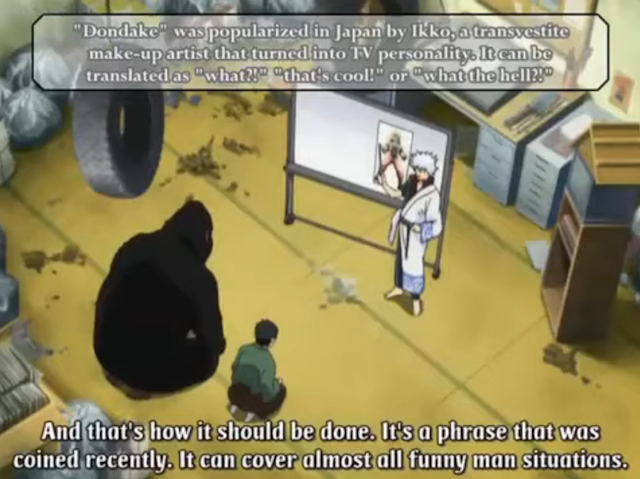 "Dondake" was popularized in Japan by Ikko, a transvestite
make-up artist that turned into TV personality. It can be
translated as "what?!" "that's cool!" or "what the hell?!"
And that's how it should be done. It's a phrase that was
coined recently. It can cover almost all funny man situations.